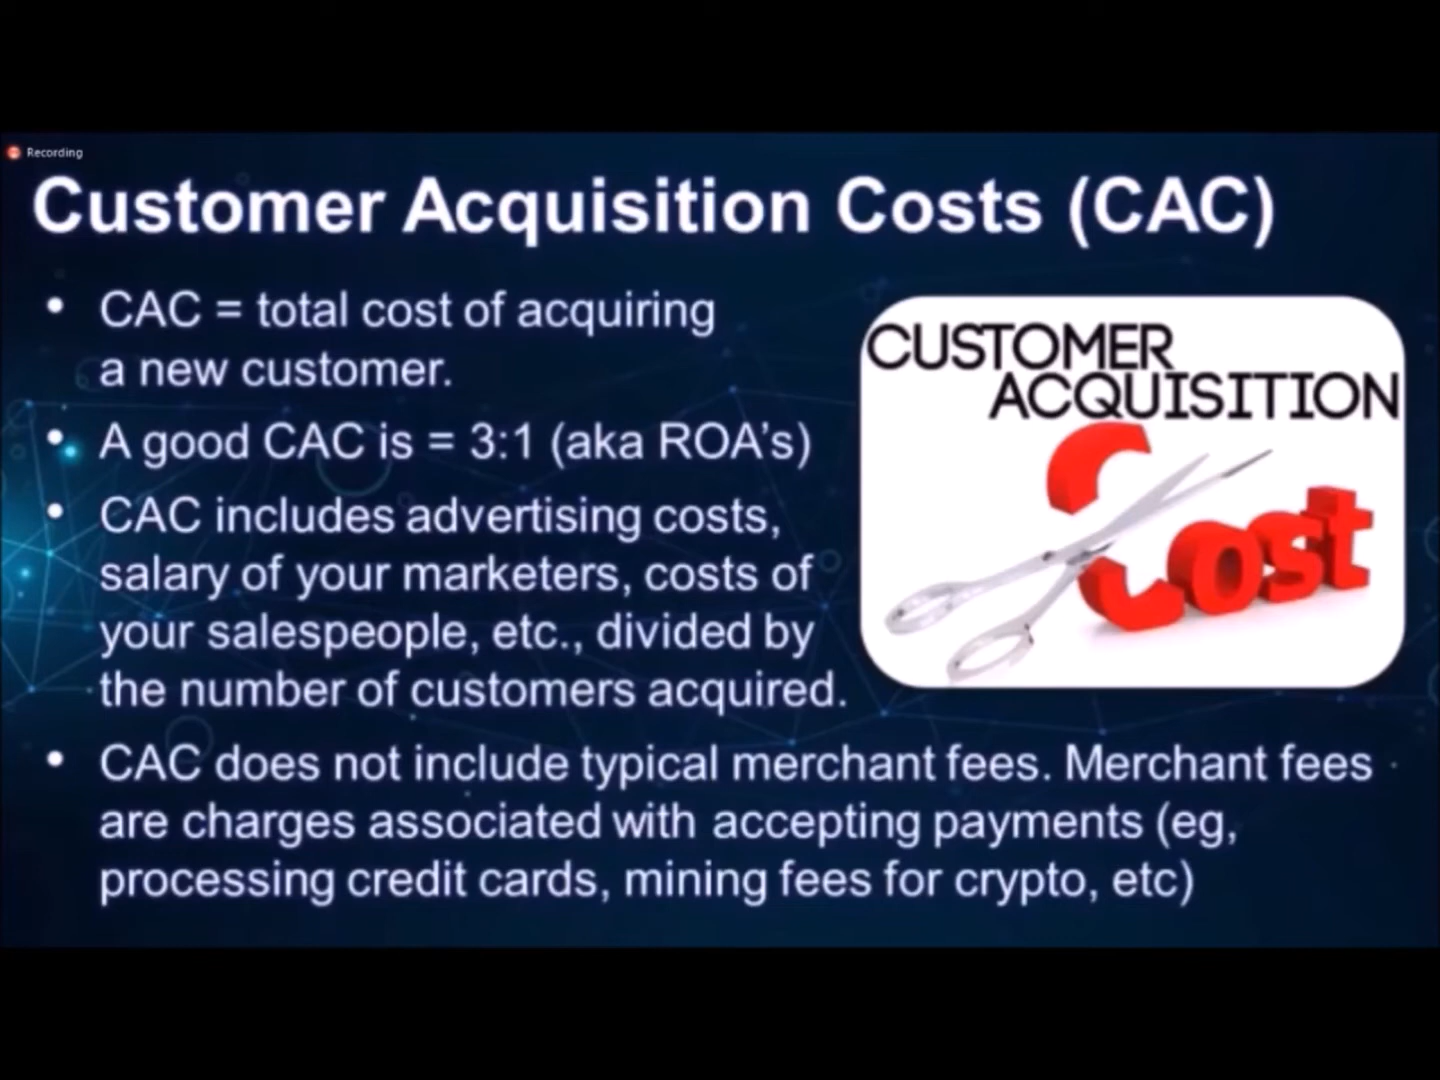 Recording
Customer Acquisition Costs (CAC)
• CAC = total cost of acquiring
a new customer.
• A good CAC is = 3:1 (aka ROA's)
• CAC includes advertising costs,
salary of your marketers, costs of
your salespeople, etc., divided by
the number of customers acquired.
• CAC does not include typical merchant fees. Merchant fees
are charges associated with accepting payments (eg,
processing credit cards, mining fees for crypto, etc)
CUSTOMER
ACQUISITION
Cost